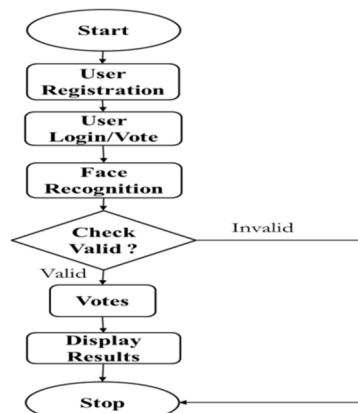 Start
User
Registration
User
Login/Vote
Face
Recognition
Check
Valid ?
Invalid
Valid
Votes
Display
Results
Stop